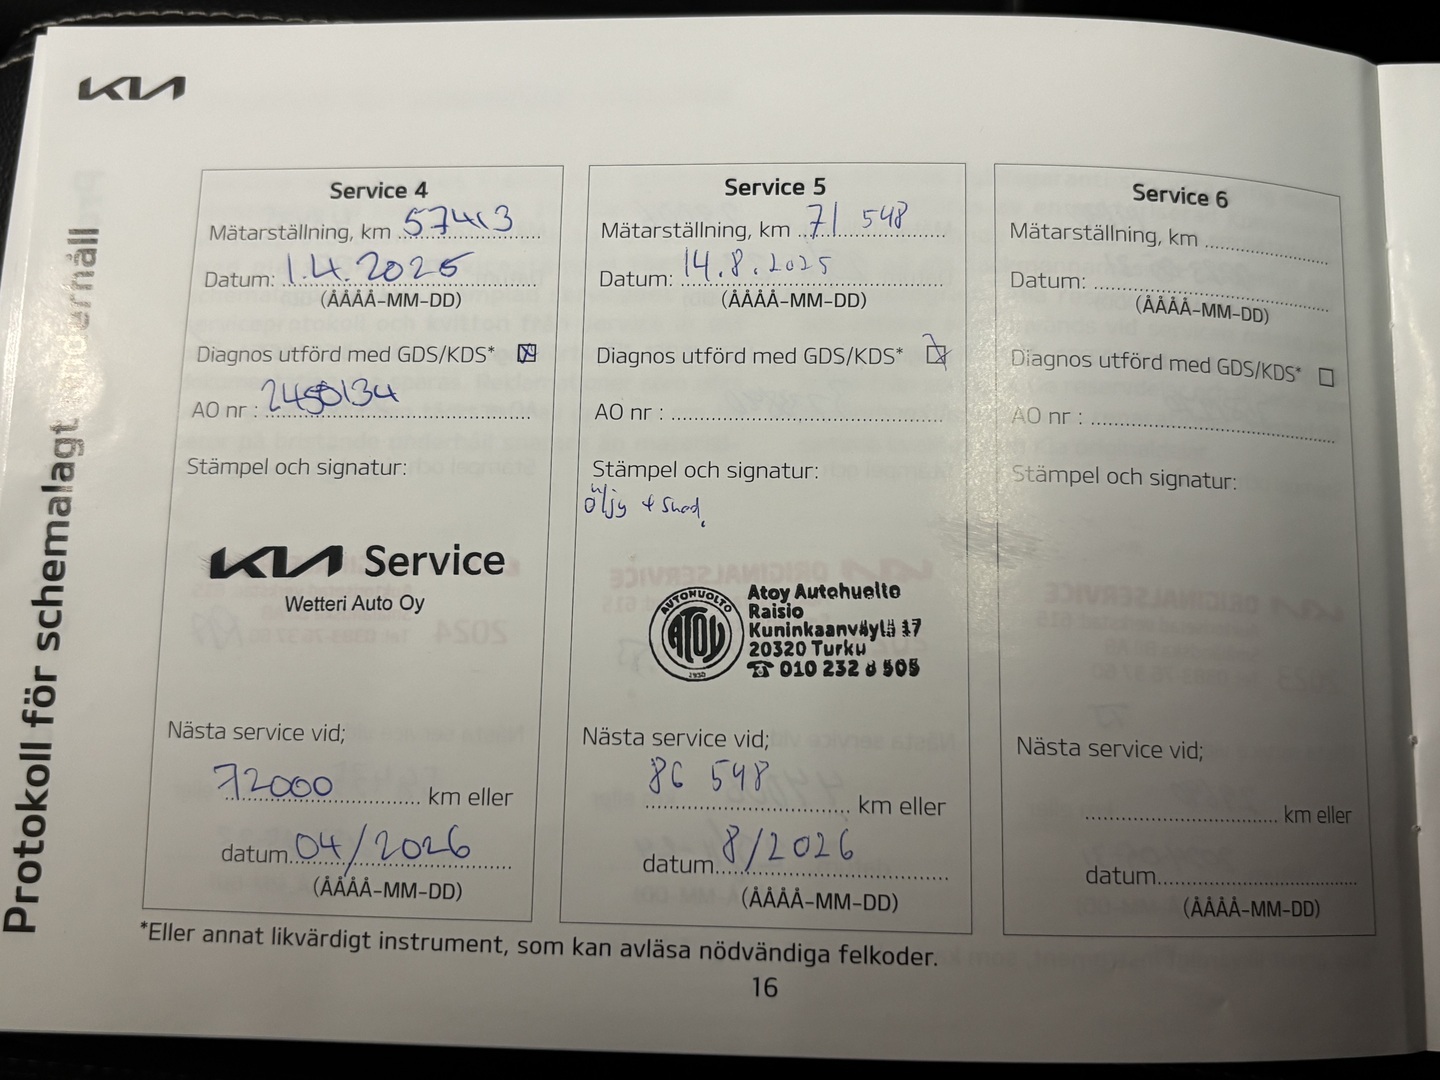 KIA
Protokoll för schemalagt underhåll
Service 4
Mätarställning, km 57413
Datum: 1.4.2025
(ÅÅÅÅ-MM-DD)
Diagnos utförd med GDS/KDS*
AO nr :
Stämpel och signatur:
KIA Service
Wetteri Auto Oy
Nästa service vid;
72000 km eller
datum 04/2026
(ÅÅÅÅ-MM-DD)
Service 5
Mätarställning, km 71 548
Datum: 14.8.2025
(ÅÅÅÅ-MM-DD)
Diagnos utförd med GDS/KDS*
AO nr :
Stämpel och signatur:
öljy + suod.
AUTOHUOLTO
ATOY
1930
Atoy Autohuolto
Raisio
Kuninkaanväylä 37
20320 Turku
☎ 010 232 8 505
Nästa service vid;
86 548
km eller
datum 8/2026
(ÅÅÅÅ-MM-DD)
Service 6
Mätarställning, km
Datum:
(ÅÅÅÅ-MM-DD)
Diagnos utförd med GDS/KDS*
AO nr :
Stämpel och signatur:
Nästa service vid;
km eller
datum
(ÅÅÅÅ-MM-DD)
*Eller annat likvärdigt instrument, som kan avläsa nödvändiga felkoder.
16